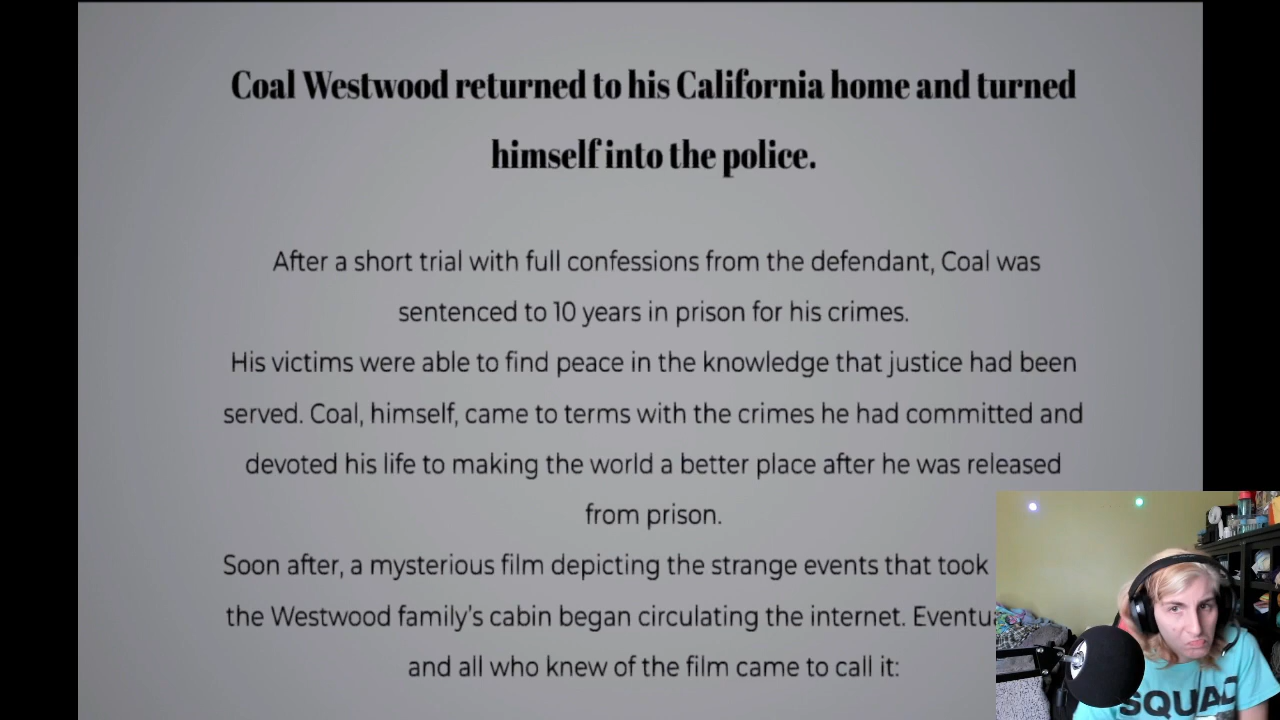 Coal Westwood returned to his California home and turned
himself into the police.
After a short trial with full confessions from the defendant, Coal was
sentenced to 10 years in prison for his crimes.
His victims were able to find peace in the knowledge that justice had been
served. Coal, himself, came to terms with the crimes he had committed and
devoted his life to making the world a better place after he was released
from prison.
Soon after, a mysterious film depicting the strange events that took
the Westwood family's cabin began circulating the internet.
and all who knew of the film came to call it:
SQUAD